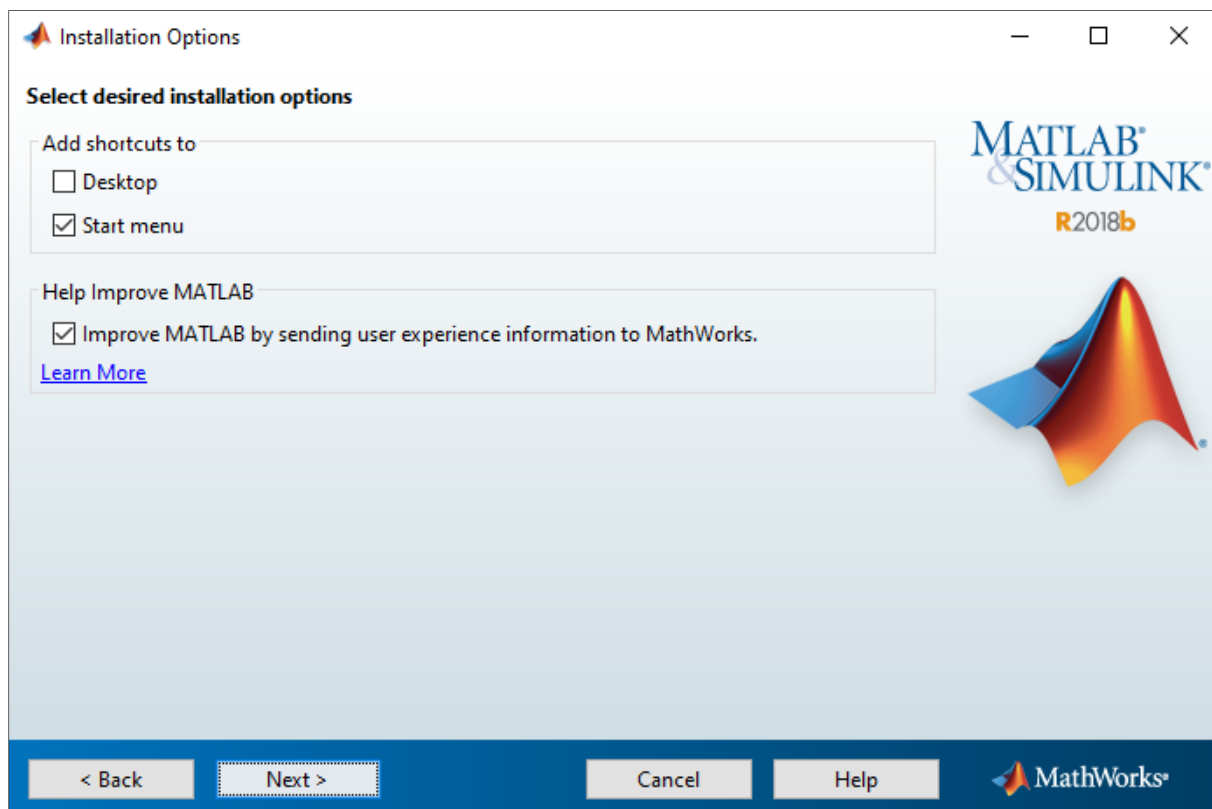 Installation Options
Select desired installation options
Add shortcuts to
Desktop
Start menu
Help Improve MATLAB
Improve MATLAB by sending user experience information to MathWorks.
Learn More
MATLAB®
&SIMULINK®
R2018b
®
< Back
Next >
Cancel
Help
MathWorks®